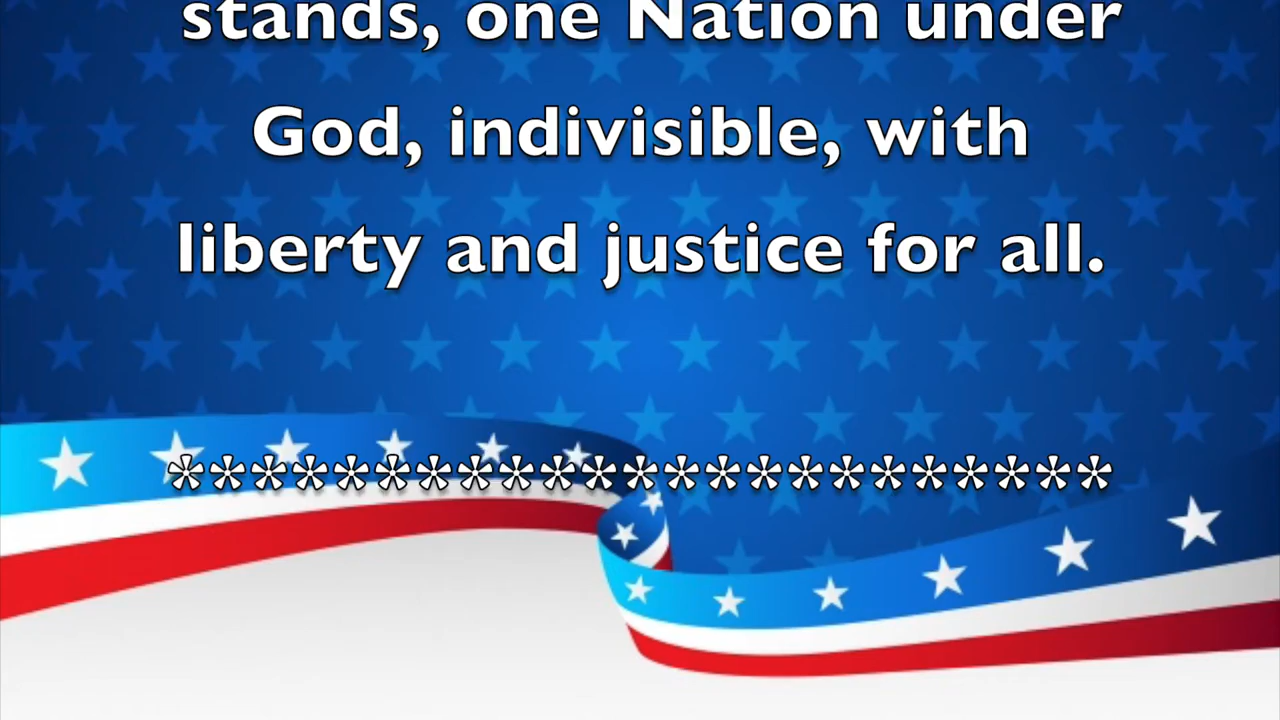 stands, one Nation under
God, indivisible, with
liberty and justice for all.
***********************